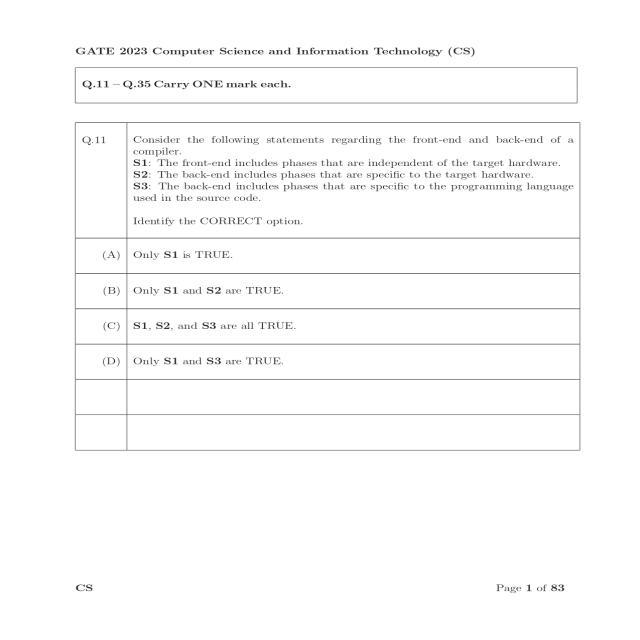 GATE 2023 Computer Science and Information Technology (CS)
Q.11 – Q.35 Carry ONE mark each.
Q.11 Consider the following statements regarding the front-end and back-end of a
compiler.
S1: The front-end includes phases that are independent of the target hardware.
S2: The back-end includes phases that are specific to the target hardware.
S3: The back-end includes phases that are specific to the programming language
used in the source code.
Identify the CORRECT option.
(A) Only S1 is TRUE.
(B) Only S1 and S2 are TRUE.
(C) S1, S2, and S3 are all TRUE.
(D) Only S1 and S3 are TRUE.
CS Page 1 of 83